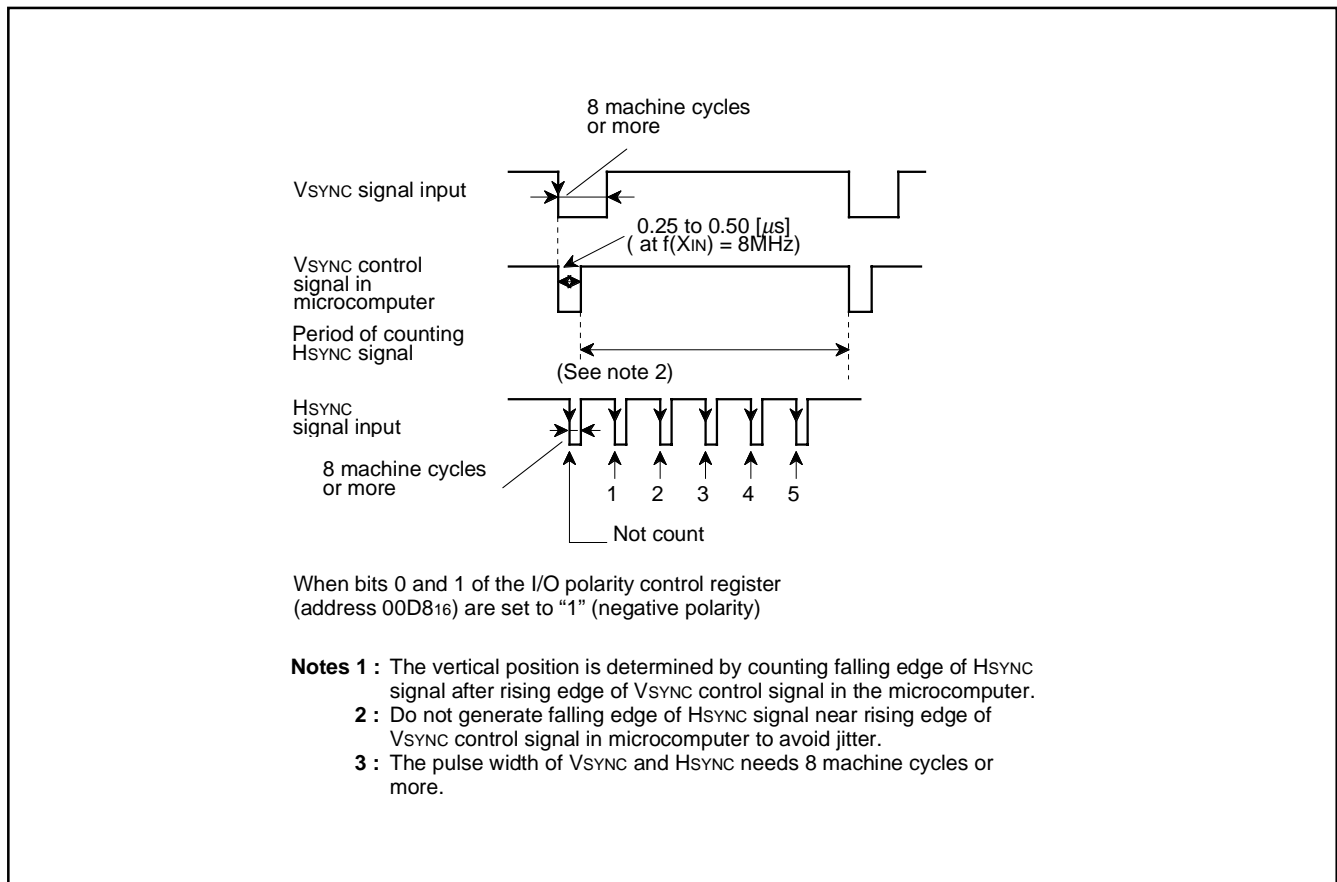 8 machine cycles
or more
VSYNC signal input
0.25 to 0.50 [µs]
( at f(XIN) = 8MHz)
VSYNC control
signal in
microcomputer
Period of counting
HSYNC signal
(See note 2)
HSYNC
signal input
8 machine cycles
or more
1 2 3 4 5
Not count
When bits 0 and 1 of the I/O polarity control register
(address 00D816) are set to “1” (negative polarity)
Notes 1 : The vertical position is determined by counting falling edge of HSYNC
signal after rising edge of VSYNC control signal in the microcomputer.
2 : Do not generate falling edge of HSYNC signal near rising edge of
VSYNC control signal in microcomputer to avoid jitter.
3 : The pulse width of VSYNC and HSYNC needs 8 machine cycles or
more.